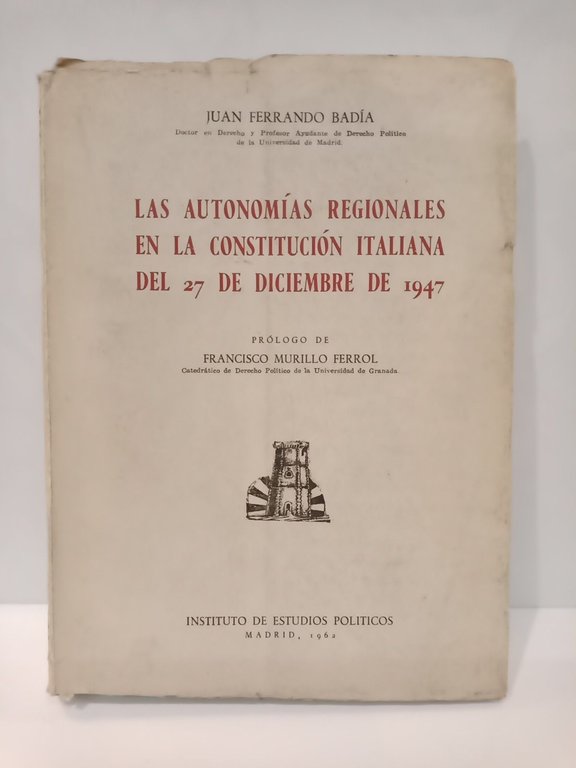 JUAN FERRANDO BADÍA
Doctor en Derecho y Profesor Ayudante de Derecho Político
de la Universidad de Madrid.
LAS AUTONOMÍAS REGIONALES
EN LA CONSTITUCIÓN ITALIANA
DEL 27 DE DICIEMBRE DE 1947
PRÓLOGO DE
FRANCISCO MURILLO FERROL
Catedrático de Derecho Político de la Universidad de Granada
INSTITUTO DE ESTUDIOS POLITICOS
MADRID, 1962